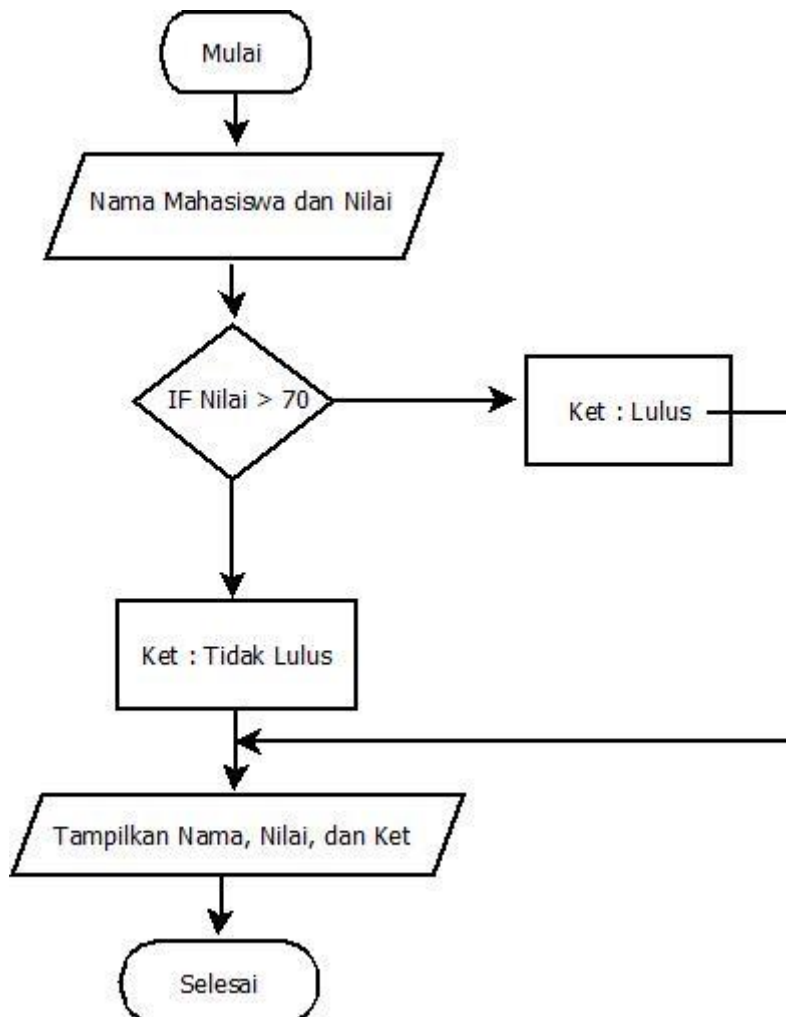 Mulai
Nama Mahasiswa dan Nilai
IF Nilai > 70
Ket : Lulus
Ket : Tidak Lulus
Tampilkan Nama, Nilai, dan Ket
Selesai